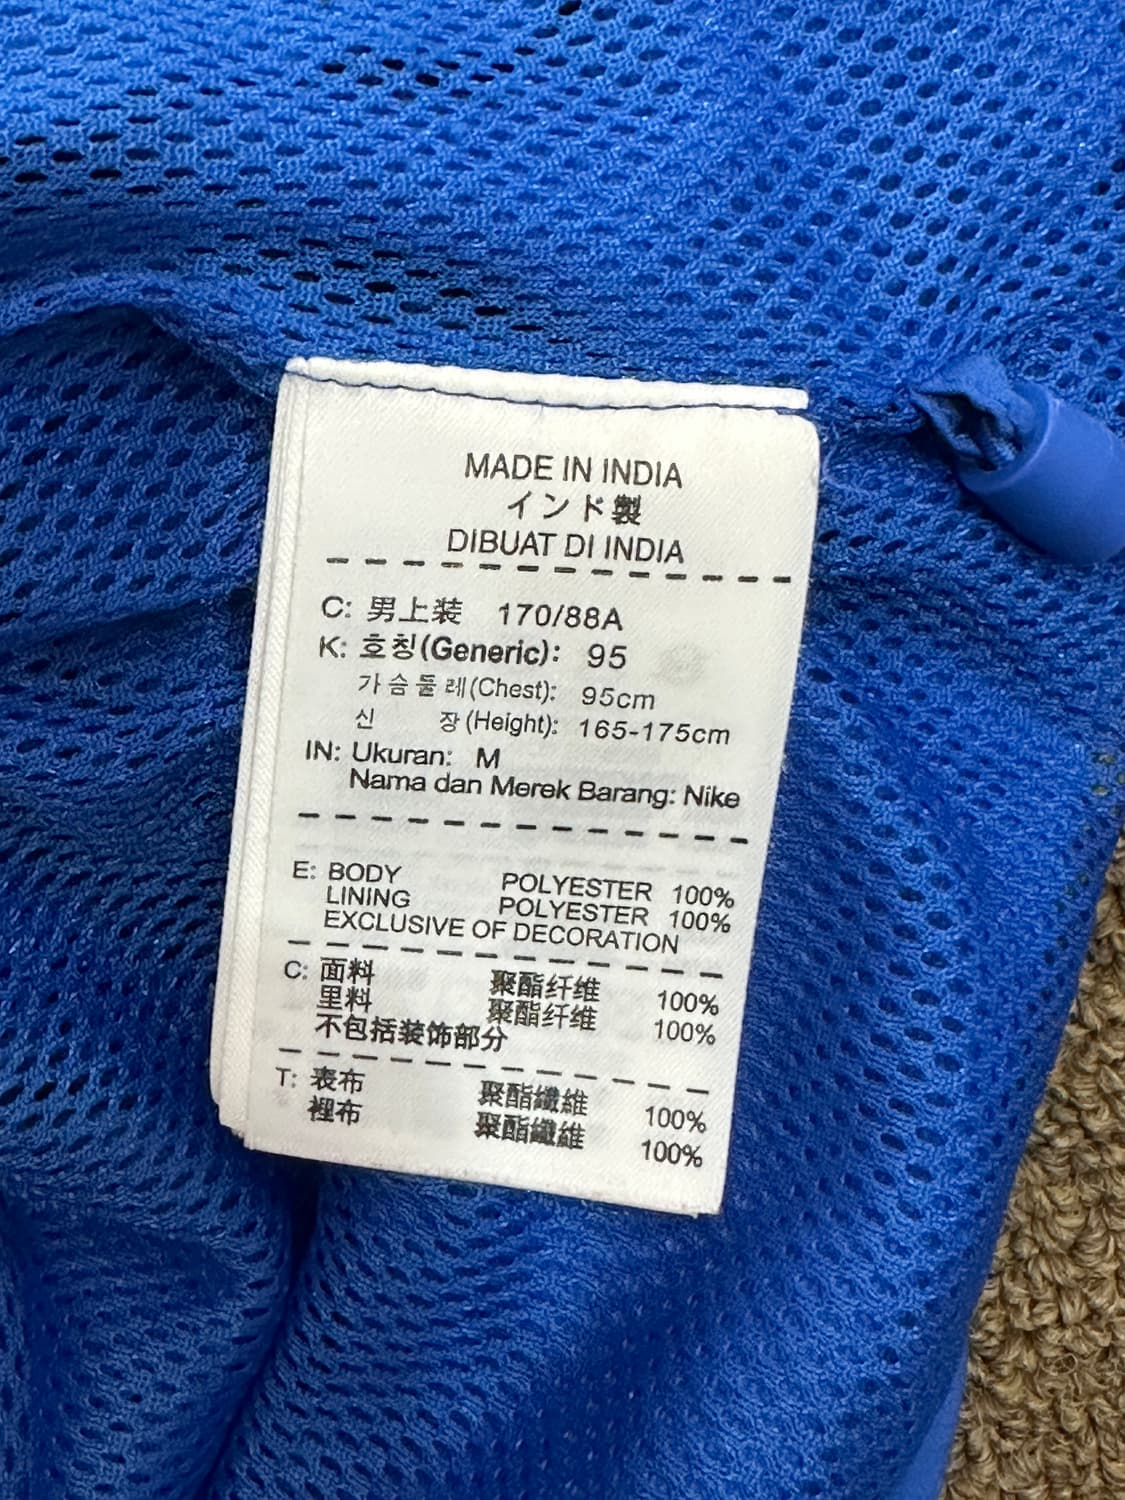 MADE IN INDIA
インド製
DIBUAT DI INDIA
C: 男上装 170/88A
K: 호칭(Generic): 95
가슴둘레(Chest): 95cm
신 장(Height): 165-175cm
IN: Ukuran: M
Nama dan Merek Barang: Nike
E: BODY POLYESTER 100%
LINING POLYESTER 100%
EXCLUSIVE OF DECORATION
C: 面料 聚酯纤维 100%
里料 聚酯纤维 100%
不包括装饰部分
T: 表布 聚酯纖維 100%
裡布 聚酯纖維 100%